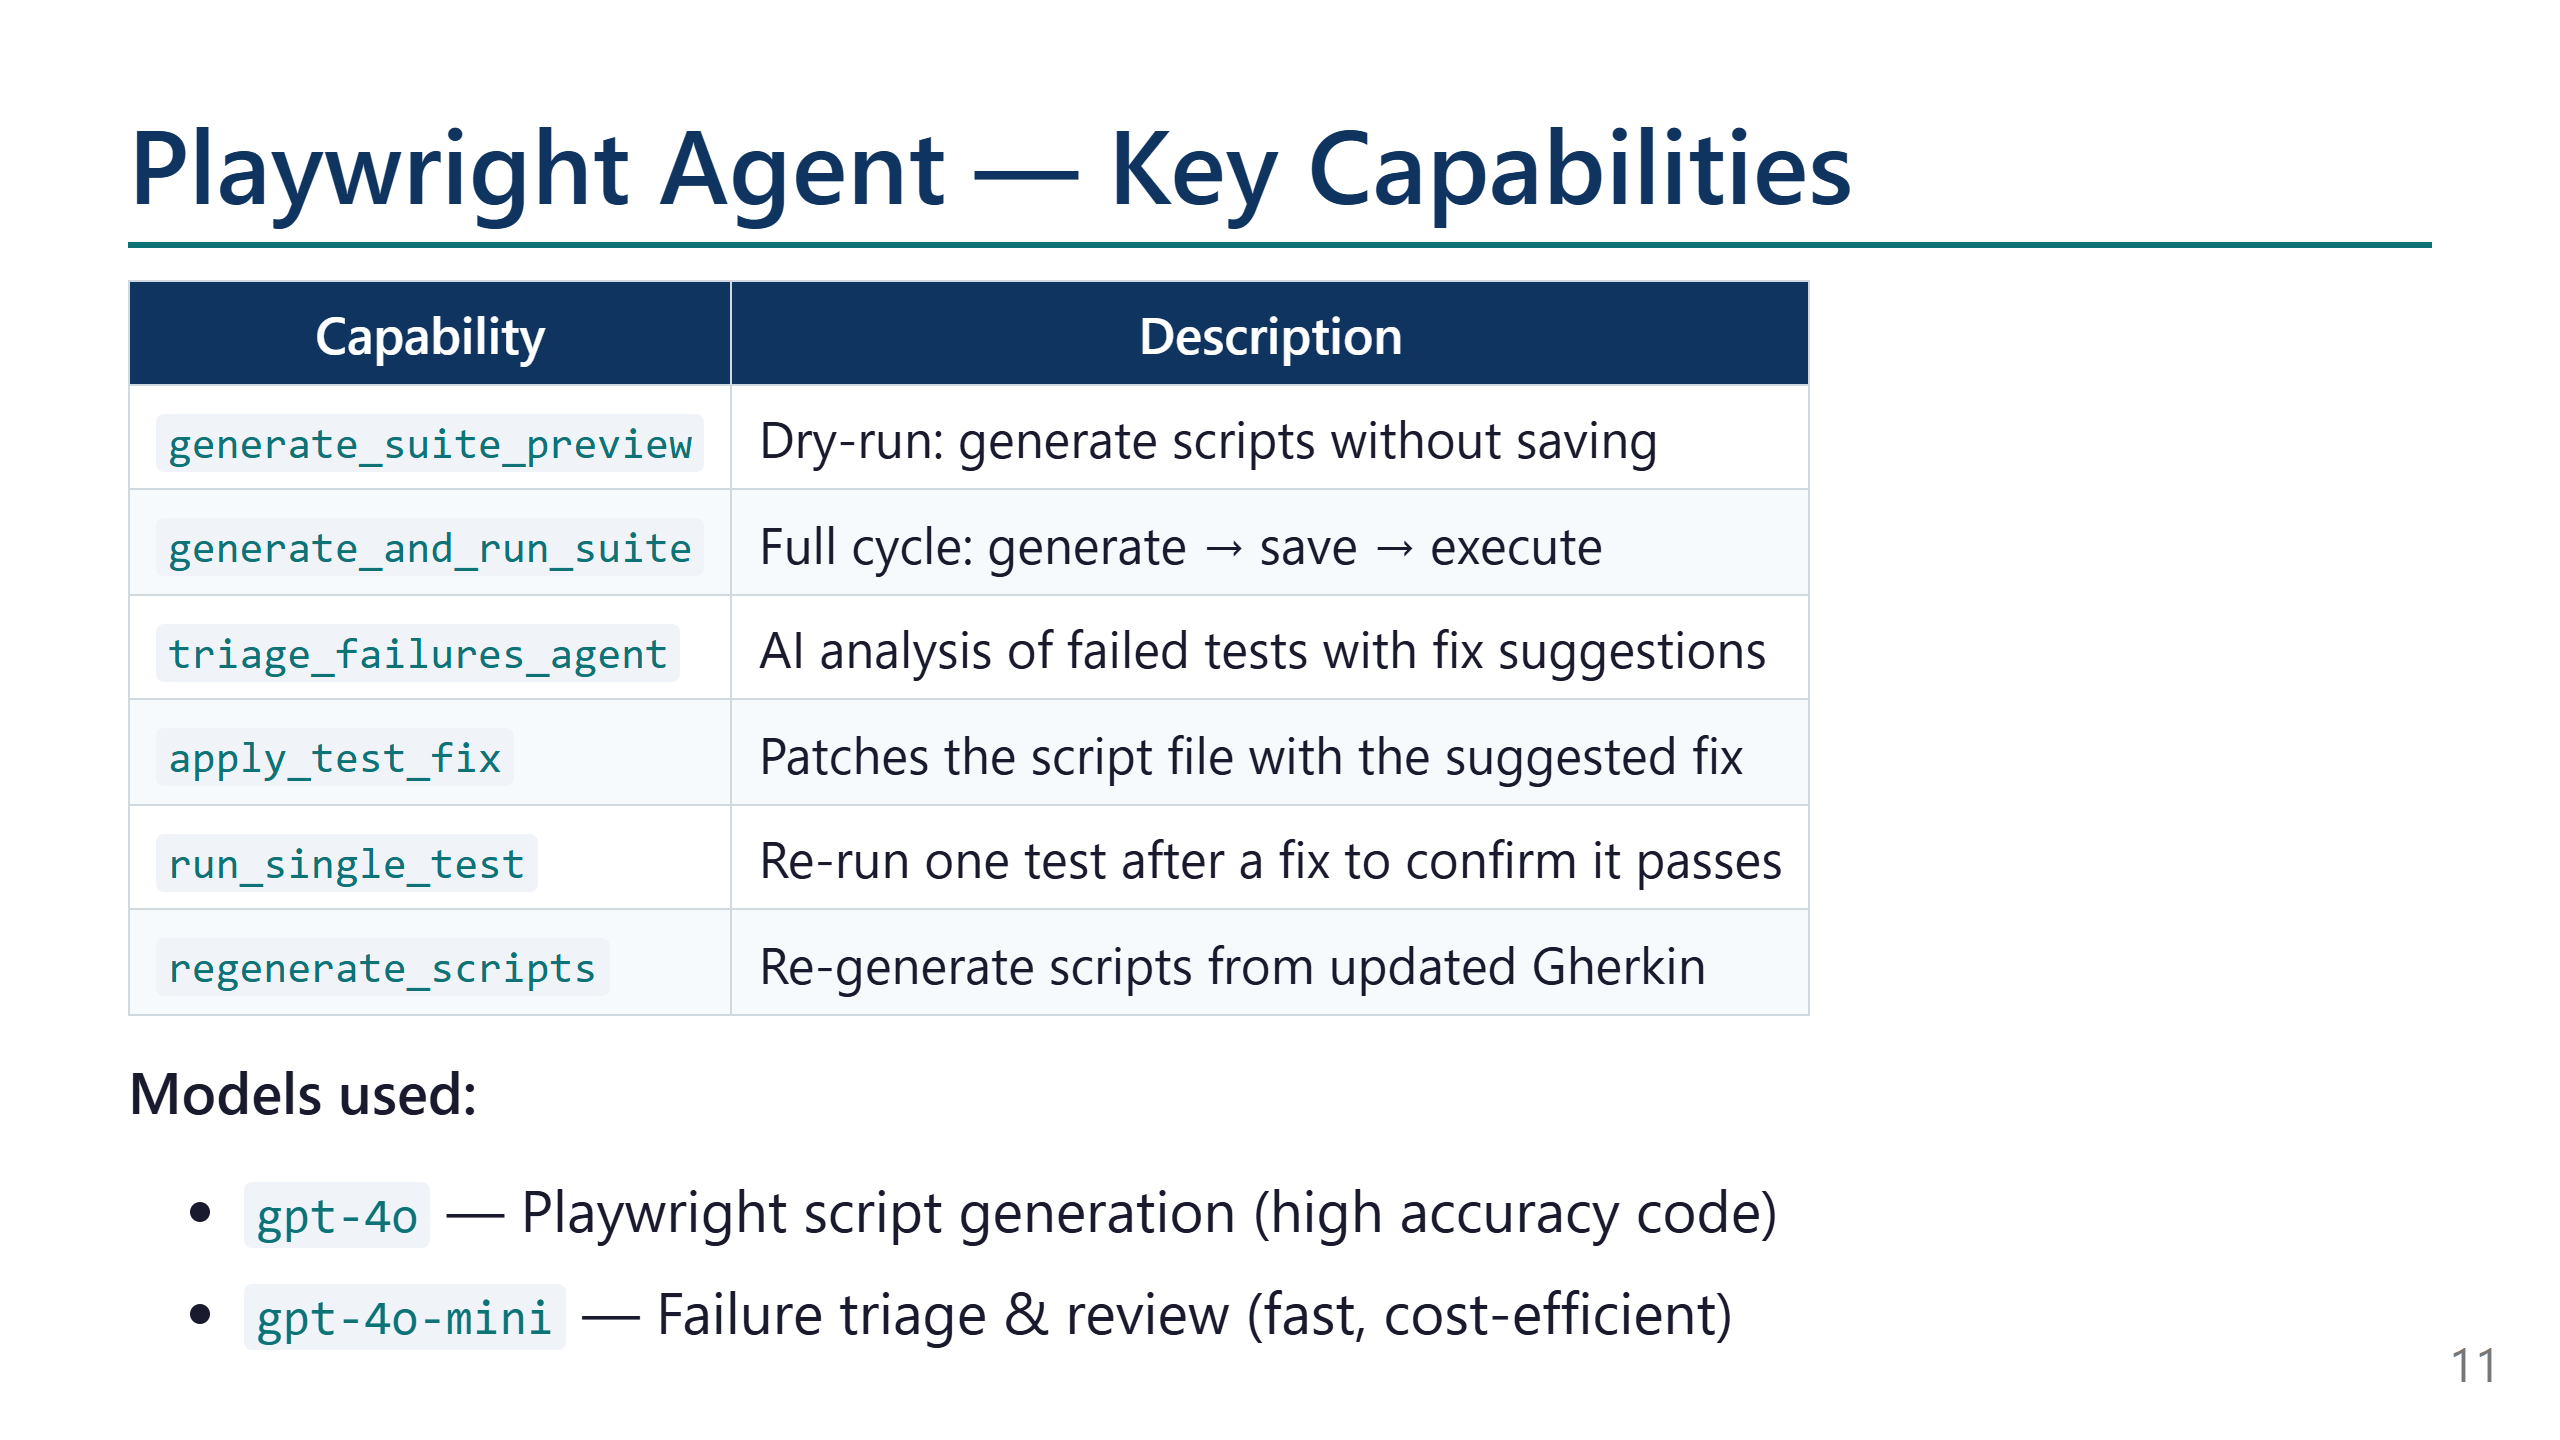 Playwright Agent — Key Capabilities
Capability Description
generate_suite_preview Dry-run: generate scripts without saving
generate_and_run_suite Full cycle: generate → save → execute
triage_failures_agent AI analysis of failed tests with fix suggestions
apply_test_fix Patches the script file with the suggested fix
run_single_test Re-run one test after a fix to confirm it passes
regenerate_scripts Re-generate scripts from updated Gherkin
Models used:
• gpt-4o — Playwright script generation (high accuracy code)
• gpt-4o-mini — Failure triage & review (fast, cost-efficient)
11